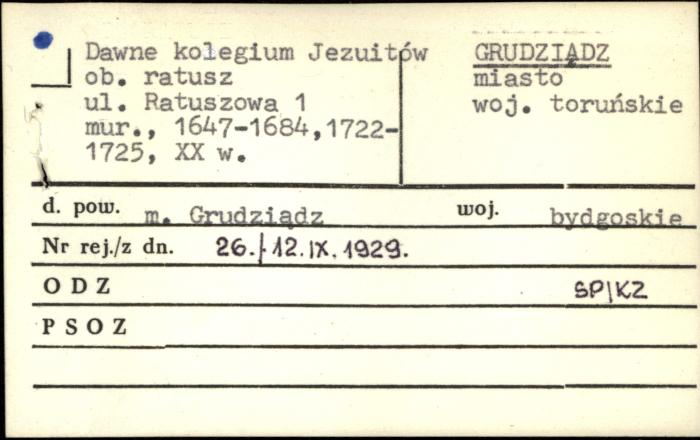 Dawne kolegium Jezuitów
ob. ratusz
ul. Ratuszowa 1
mur., 1647-1684,1722-
1725, XX w.
GRUDZIĄDZ
miasto
woj. toruńskie
d. pow. m. Grudziądz woj. bydgoskie
Nr rej./z dn. 26./12.IX.1929.
ODZ SP/KZ
PSOZ